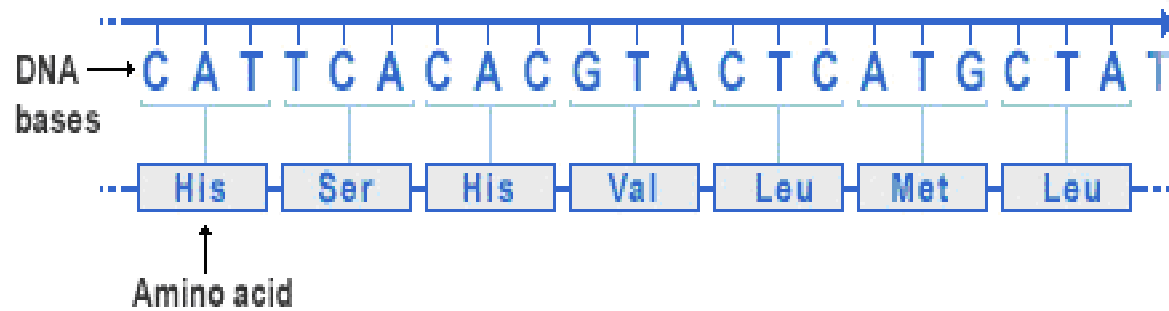 DNA bases
C A T T C A C A C G T A C T C A T G C T A T
His Ser His Val Leu Met Leu
Amino acid